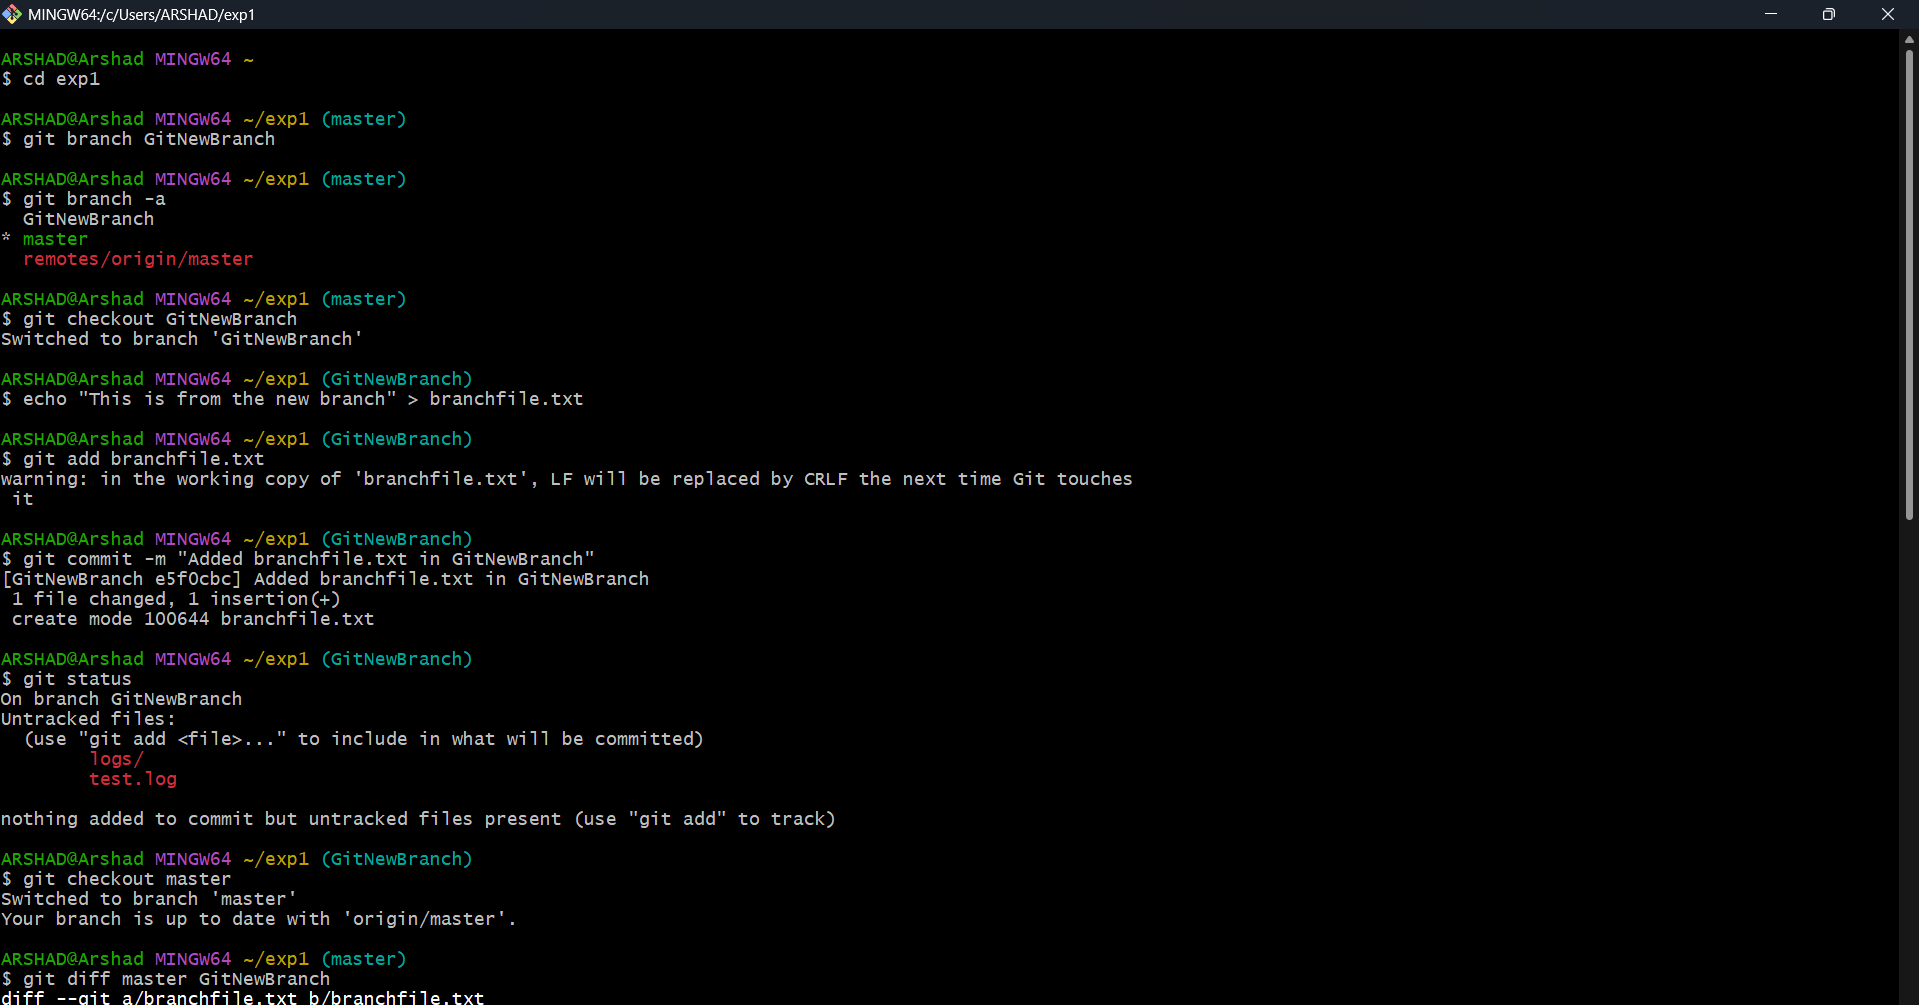 MINGW64:/c/Users/ARSHAD/exp1
ARSHAD@Arshad MINGW64 ~
$ cd exp1
ARSHAD@Arshad MINGW64 ~/exp1 (master)
$ git branch GitNewBranch
ARSHAD@Arshad MINGW64 ~/exp1 (master)
$ git branch -a
  GitNewBranch
* master
  remotes/origin/master
ARSHAD@Arshad MINGW64 ~/exp1 (master)
$ git checkout GitNewBranch
Switched to branch 'GitNewBranch'
ARSHAD@Arshad MINGW64 ~/exp1 (GitNewBranch)
$ echo "This is from the new branch" > branchfile.txt
ARSHAD@Arshad MINGW64 ~/exp1 (GitNewBranch)
$ git add branchfile.txt
warning: in the working copy of 'branchfile.txt', LF will be replaced by CRLF the next time Git touches
 it
ARSHAD@Arshad MINGW64 ~/exp1 (GitNewBranch)
$ git commit -m "Added branchfile.txt in GitNewBranch"
[GitNewBranch e5f0cbc] Added branchfile.txt in GitNewBranch
 1 file changed, 1 insertion(+)
 create mode 100644 branchfile.txt
ARSHAD@Arshad MINGW64 ~/exp1 (GitNewBranch)
$ git status
On branch GitNewBranch
Untracked files:
  (use "git add <file>..." to include in what will be committed)
        logs/
        test.log
nothing added to commit but untracked files present (use "git add" to track)
ARSHAD@Arshad MINGW64 ~/exp1 (GitNewBranch)
$ git checkout master
Switched to branch 'master'
Your branch is up to date with 'origin/master'.
ARSHAD@Arshad MINGW64 ~/exp1 (master)
$ git diff master GitNewBranch
diff --git a/branchfile.txt b/branchfile.txt